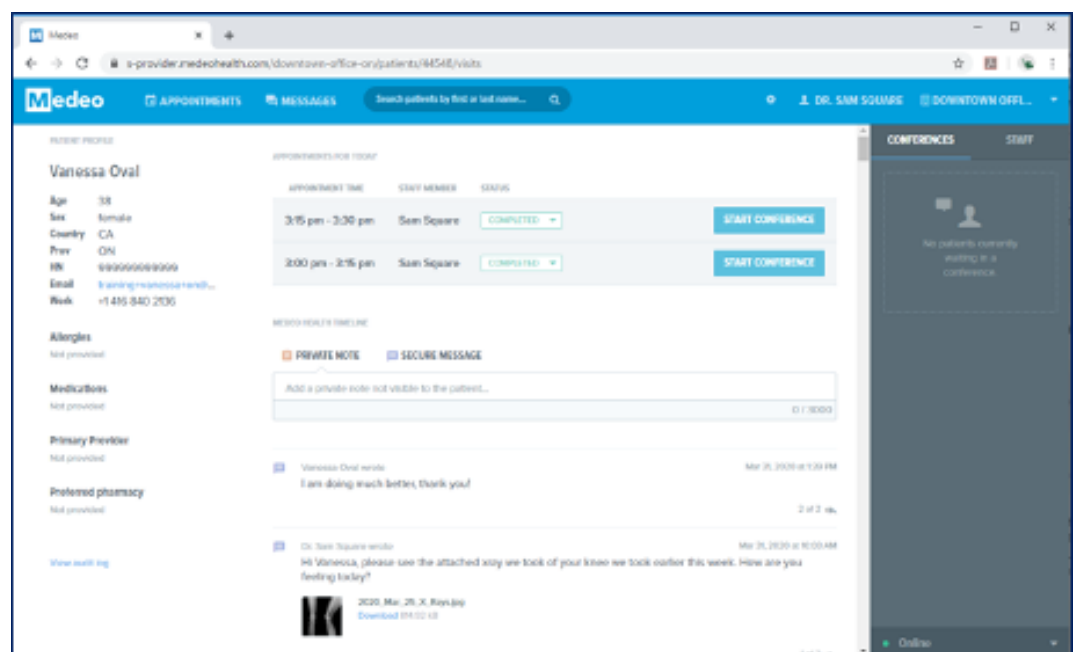 Medeo
s-provider.medeohealth.com/downtown-office-on/patients/44548/visits
Medeo
APPOINTMENTS
MESSAGES
Search patients by first or last name...
DR. SAM SQUARE
DOWNTOWN OFFI...
PATIENT PROFILE
Vanessa Oval
Age 38
Sex female
Country CA
Prov ON
HN
Email
Work +1 416 840 2136
Allergies
Not provided
Medications
Not provided
Primary Provider
Not provided
Preferred pharmacy
Not provided
View audit log
APPOINTMENTS FOR TODAY
APPOINTMENT TIME STAFF MEMBER STATUS
3:15 pm - 3:30 pm Sam Square COMPLETED START CONFERENCE
3:00 pm - 3:15 pm Sam Square COMPLETED START CONFERENCE
MEDEO HEALTH TIMELINE
PRIVATE NOTE SECURE MESSAGE
Add a private note not visible to the patient...
0 / 3000
Vanessa Oval wrote Mar 31, 2020 at 1:39 PM
I am doing much better, thank you!
2 of 2
Dr. Sam Square wrote Mar 31, 2020 at 10:00 AM
Hi Vanessa, please see the attached xray we took of your knee we took earlier this week. How are you
feeling today?
2020_Mar_25_X_Rays.jpg
Download
CONFERENCES STAFF
No patients currently
waiting in a
conference.
Online